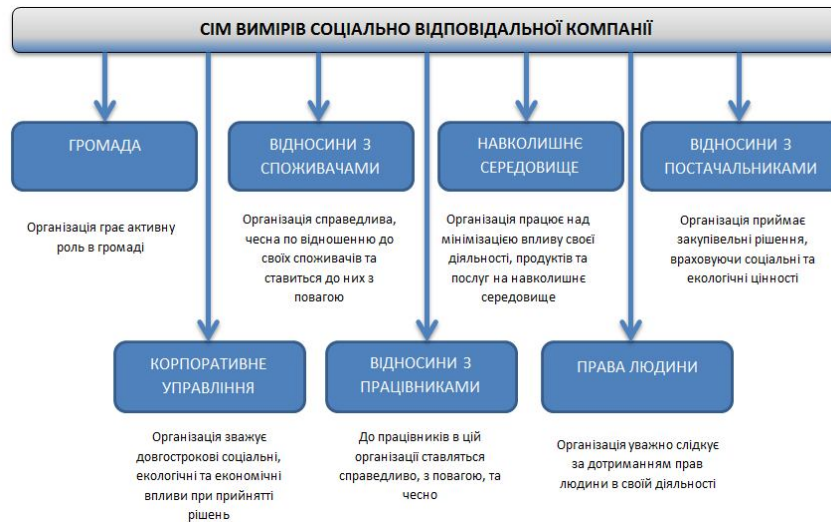 СІМ ВИМІРІВ СОЦІАЛЬНО ВІДПОВІДАЛЬНОЇ КОМПАНІЇ
ГРОМАДА
Організація грає активну
роль в громаді
ВІДНОСИНИ З
СПОЖИВАЧАМИ
Організація справедлива,
чесна по відношенню до
своїх споживачів та
ставиться до них з
повагою
НАВКОЛИШНЄ
СЕРЕДОВИЩЕ
Організація працює над
мінімізацією впливу своєї
діяльності, продуктів та
послуг на навколишнє
середовище
ВІДНОСИНИ З
ПОСТАЧАЛЬНИКАМИ
Організація приймає
закупівельні рішення,
враховуючи соціальні та
екологічні цінності
КОРПОРАТИВНЕ
УПРАВЛІННЯ
Організація зважує
довгострокові соціальні,
екологічні та економічні
впливи при прийнятті
рішень
ВІДНОСИНИ З
ПРАЦІВНИКАМИ
До працівників в цій
організації ставляться
справедливо, з повагою, та
чесно
ПРАВА ЛЮДИНИ
Організація уважно слідкує
за дотриманням прав
людини в своїй діяльності